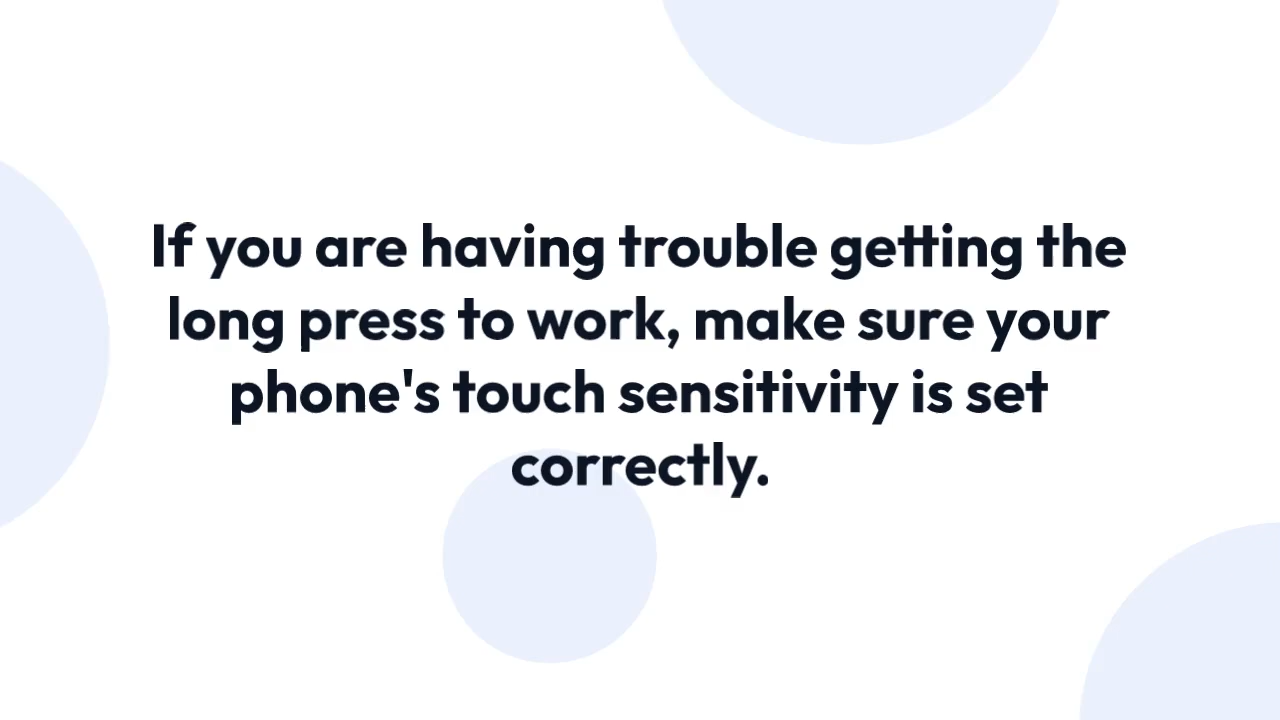 If you are having trouble getting the
long press to work, make sure your
phone's touch sensitivity is set
correctly.